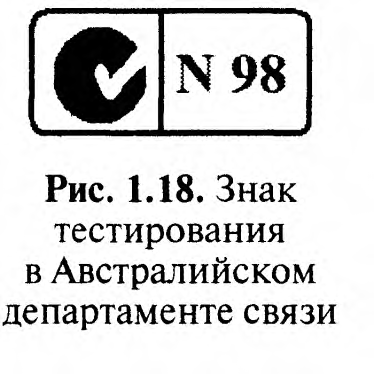 N 98
Рис. 1.18. Знак
тестирования
в Австралийском
департаменте связи